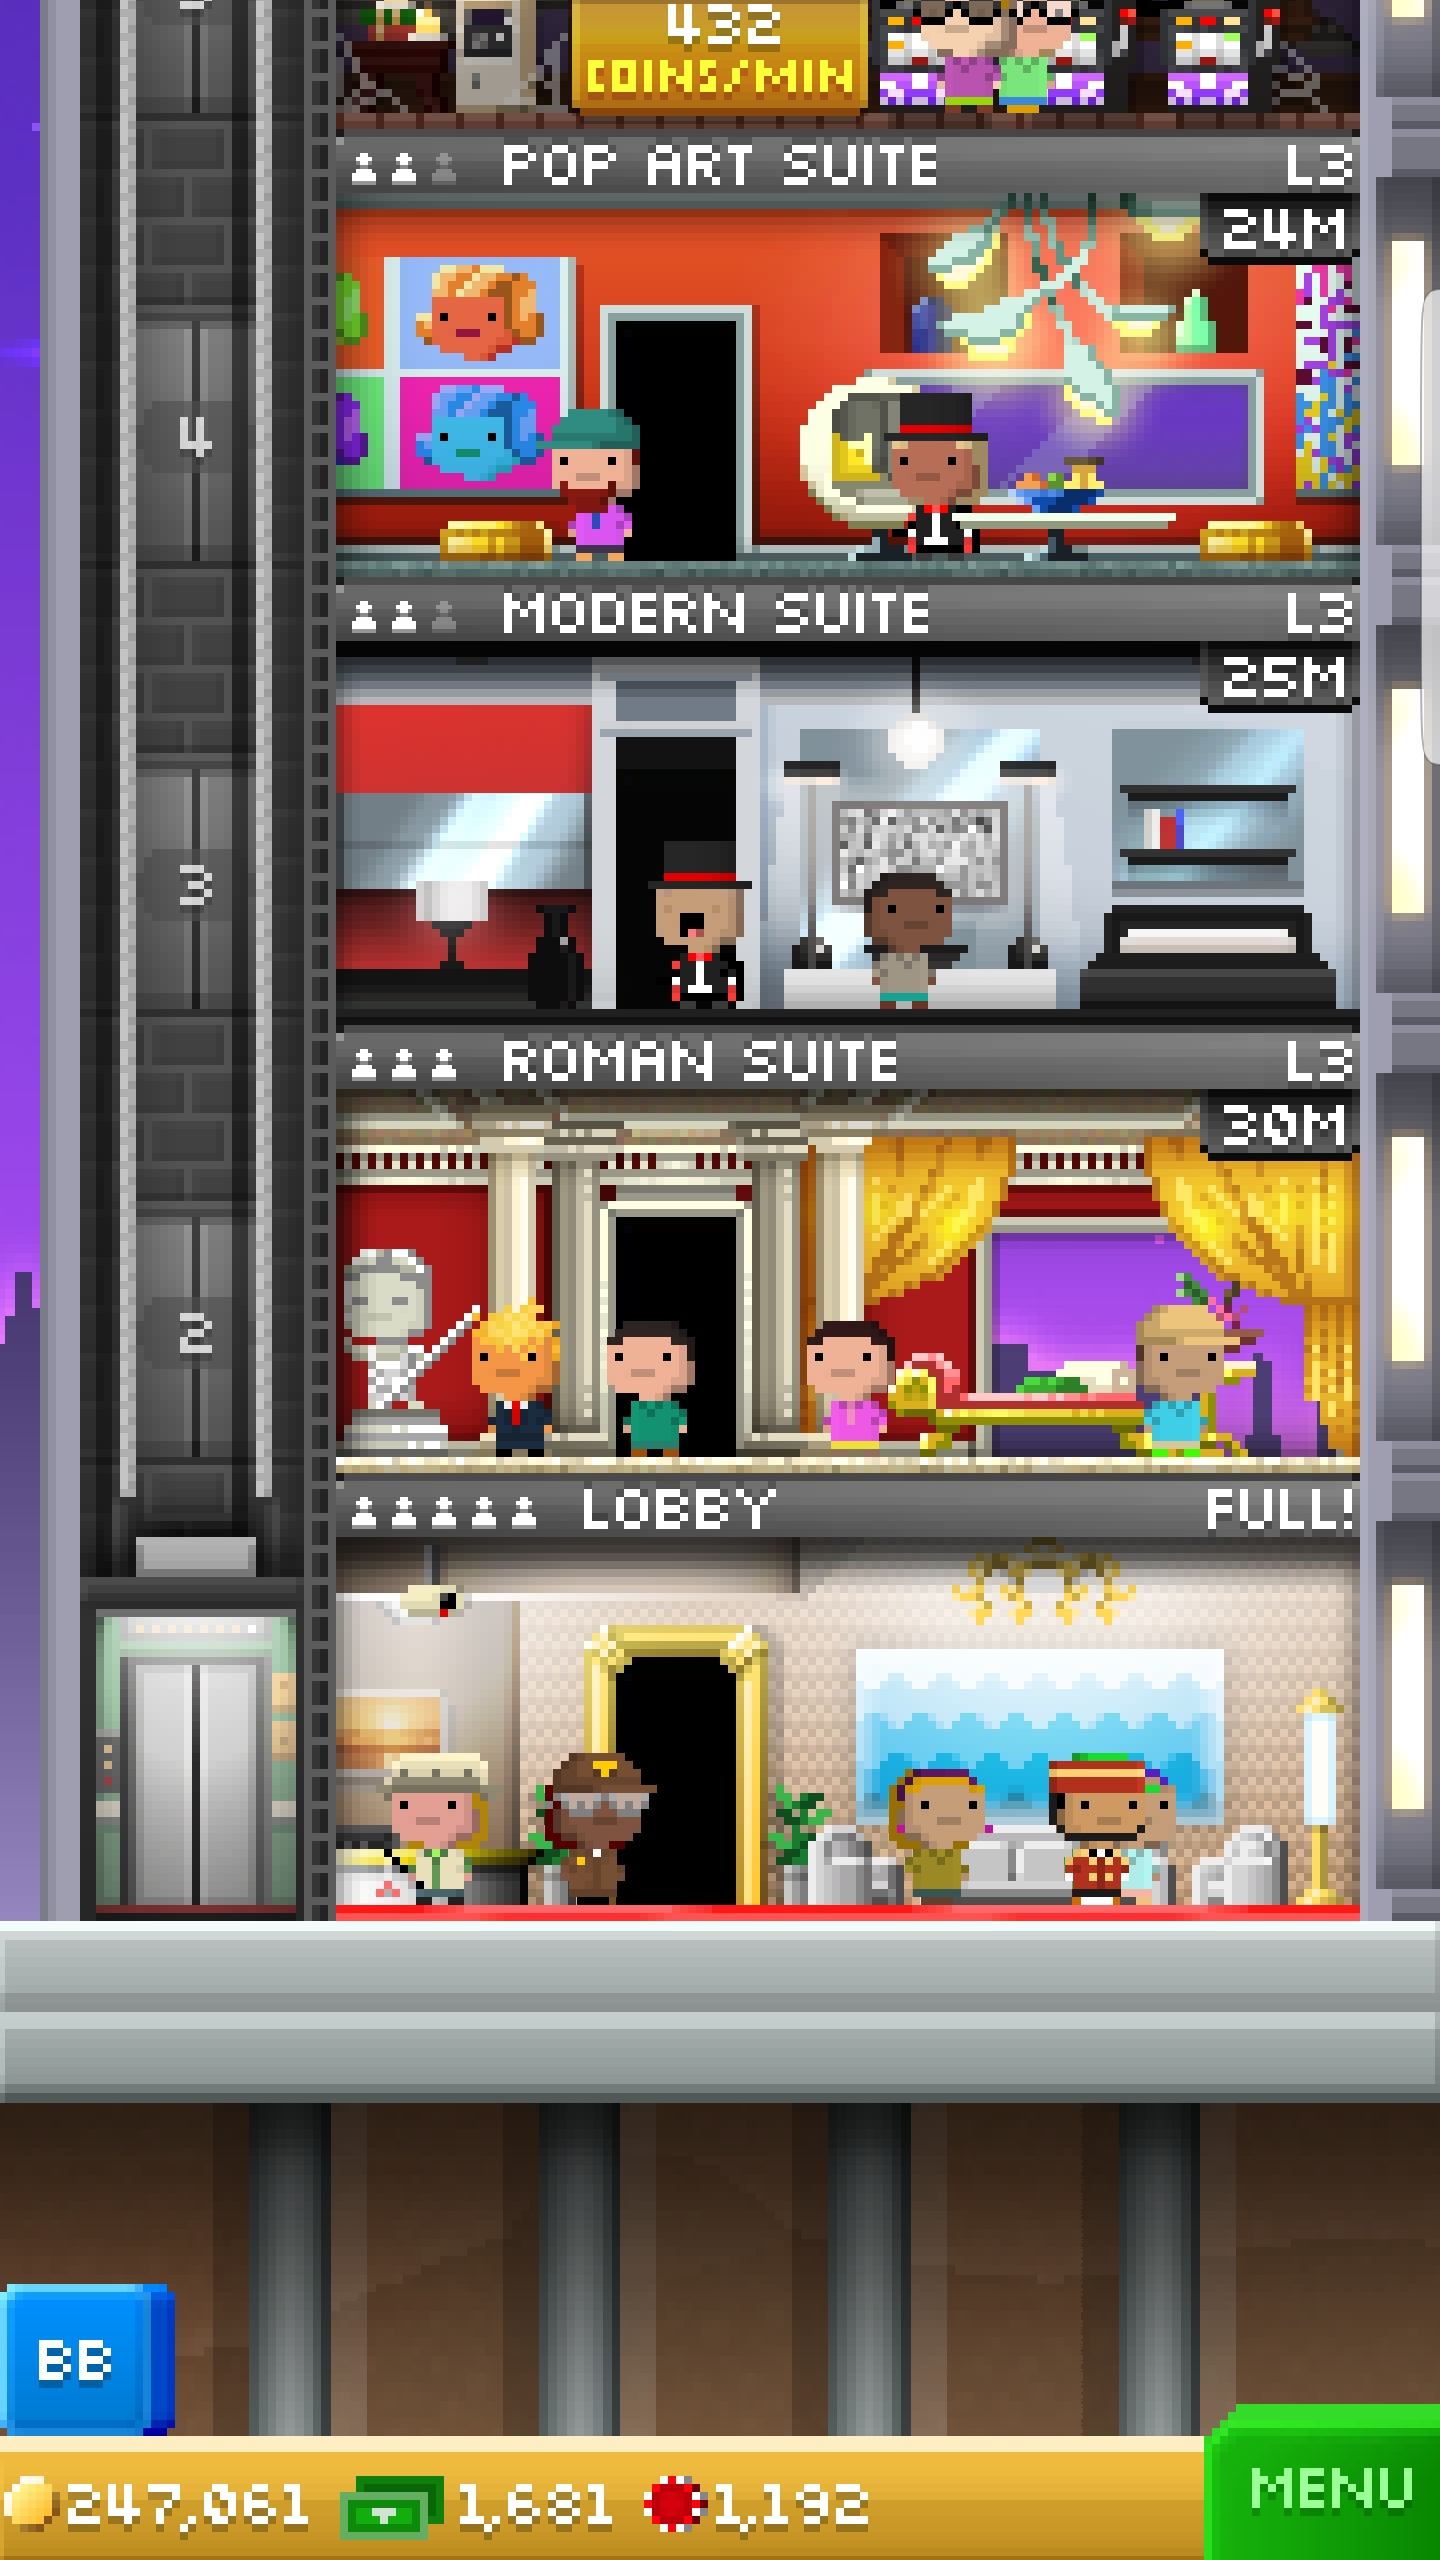 432
COINS/MIN
POP ART SUITE L3
24M
4
MODERN SUITE L3
25M
3
ROMAN SUITE L3
30M
2
LOBBY FULL!
BB
247,061 1,681 1,192
MENU